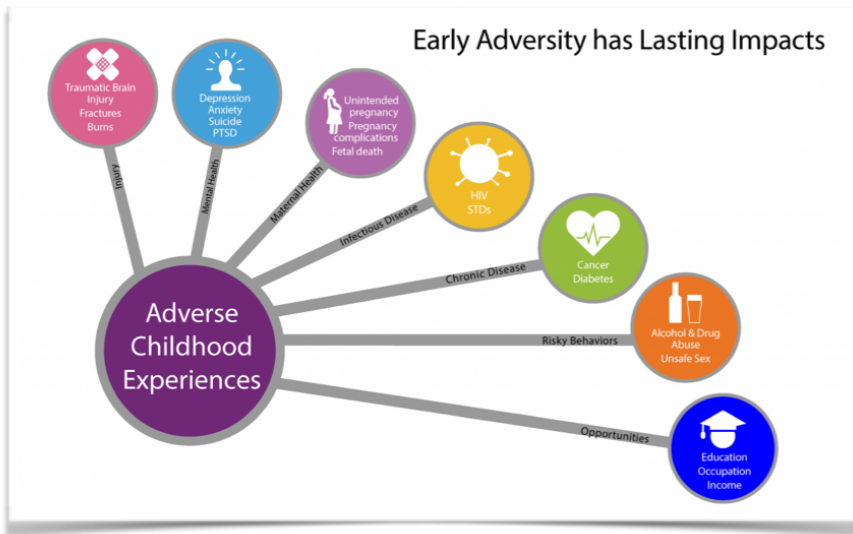 Early Adversity has Lasting Impacts
Traumatic Brain
Injury
Fractures
Burns
Injury
Depression
Anxiety
Suicide
PTSD
Mental Health
Unintended
pregnancy
Pregnancy
complications
Fetal death
Maternal Health
HIV
STDs
Infectious Disease
Cancer
Diabetes
Chronic Disease
Alcohol & Drug
Abuse
Unsafe Sex
Risky Behaviors
Education
Occupation
Income
Opportunities
Adverse
Childhood
Experiences